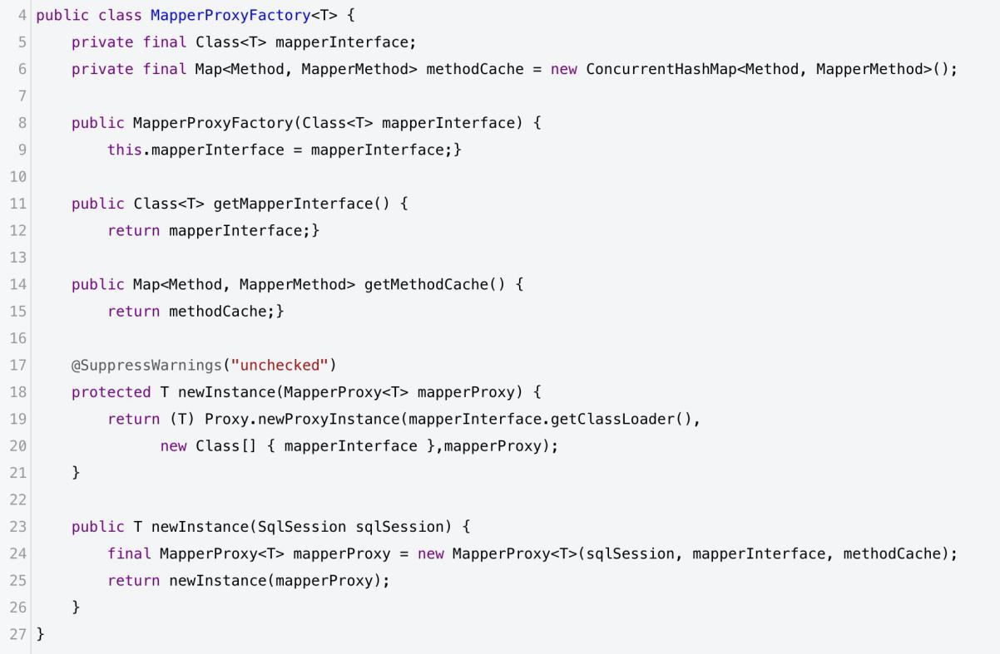 4 public class MapperProxyFactory<T> {
5     private final Class<T> mapperInterface;
6     private final Map<Method, MapperMethod> methodCache = new ConcurrentHashMap<Method, MapperMethod>();
7
8     public MapperProxyFactory(Class<T> mapperInterface) {
9         this.mapperInterface = mapperInterface;}
10
11     public Class<T> getMapperInterface() {
12         return mapperInterface;}
13
14     public Map<Method, MapperMethod> getMethodCache() {
15         return methodCache;}
16
17     @SuppressWarnings("unchecked")
18     protected T newInstance(MapperProxy<T> mapperProxy) {
19         return (T) Proxy.newProxyInstance(mapperInterface.getClassLoader(),
20               new Class[] { mapperInterface },mapperProxy);
21     }
22
23     public T newInstance(SqlSession sqlSession) {
24         final MapperProxy<T> mapperProxy = new MapperProxy<T>(sqlSession, mapperInterface, methodCache);
25         return newInstance(mapperProxy);
26     }
27 }